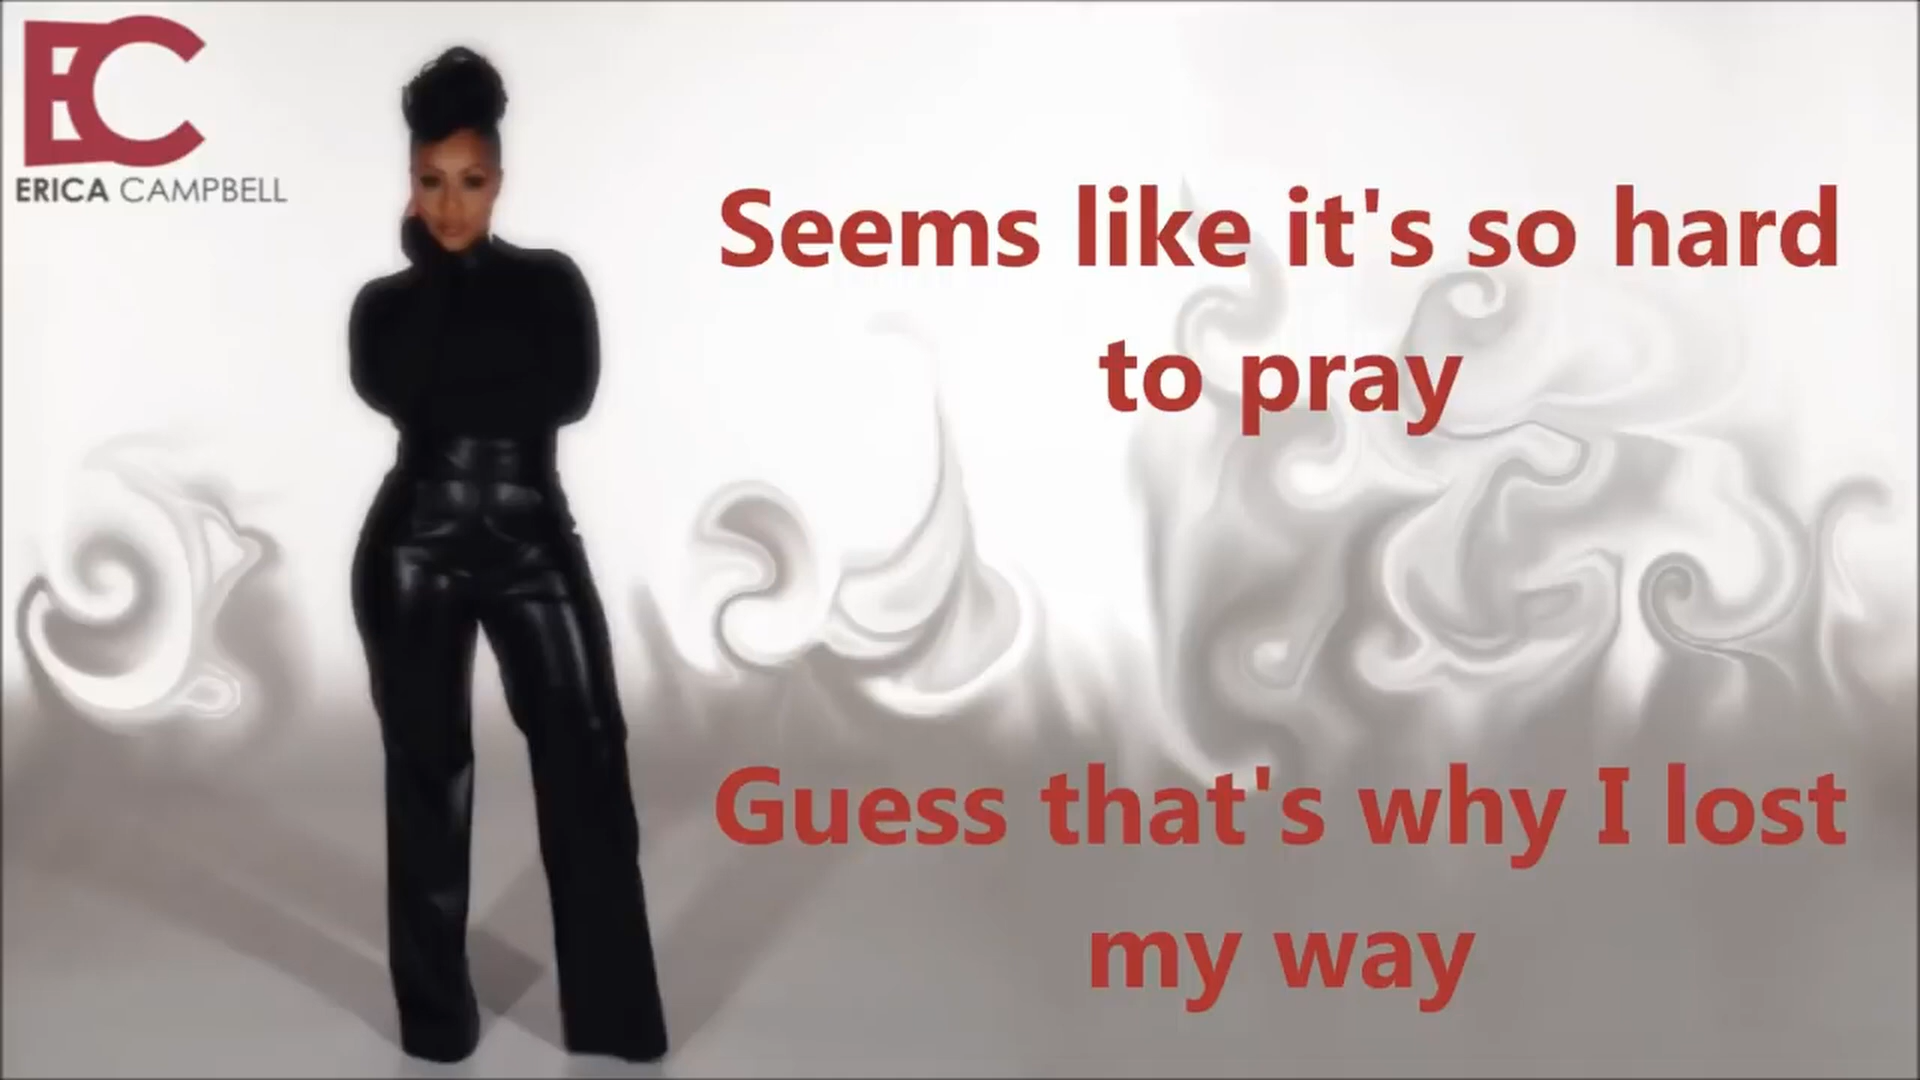 EC
ERICA CAMPBELL
Seems like it's so hard
to pray
Guess that's why I lost
my way